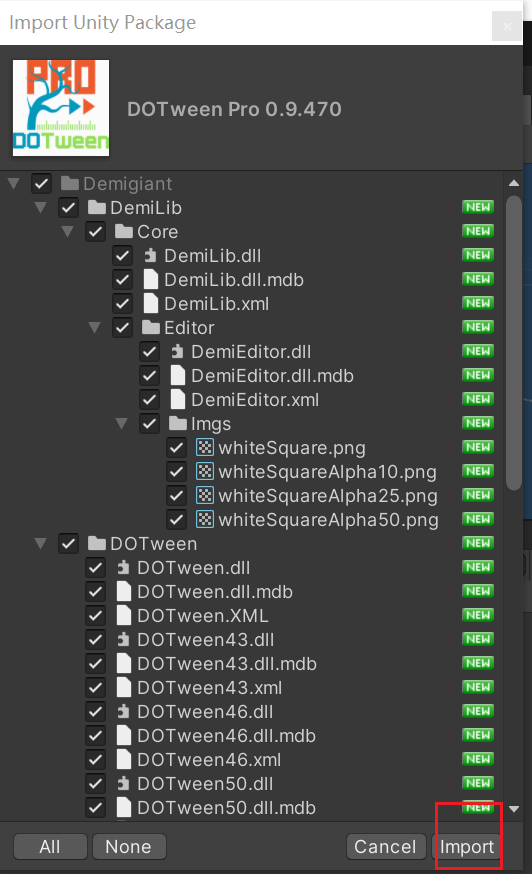 Import Unity Package
PRO
DOTween
DOTween Pro 0.9.470
Demigiant
DemiLib NEW
Core NEW
DemiLib.dll NEW
DemiLib.dll.mdb NEW
DemiLib.xml NEW
Editor NEW
DemiEditor.dll NEW
DemiEditor.dll.mdb NEW
DemiEditor.xml NEW
Imgs NEW
whiteSquare.png NEW
whiteSquareAlpha10.png NEW
whiteSquareAlpha25.png NEW
whiteSquareAlpha50.png NEW
DOTween NEW
DOTween.dll NEW
DOTween.dll.mdb NEW
DOTween.XML NEW
DOTween43.dll NEW
DOTween43.dll.mdb NEW
DOTween43.xml NEW
DOTween46.dll NEW
DOTween46.dll.mdb NEW
DOTween46.xml NEW
DOTween50.dll NEW
DOTween50.dll.mdb NEW
All None Cancel Import